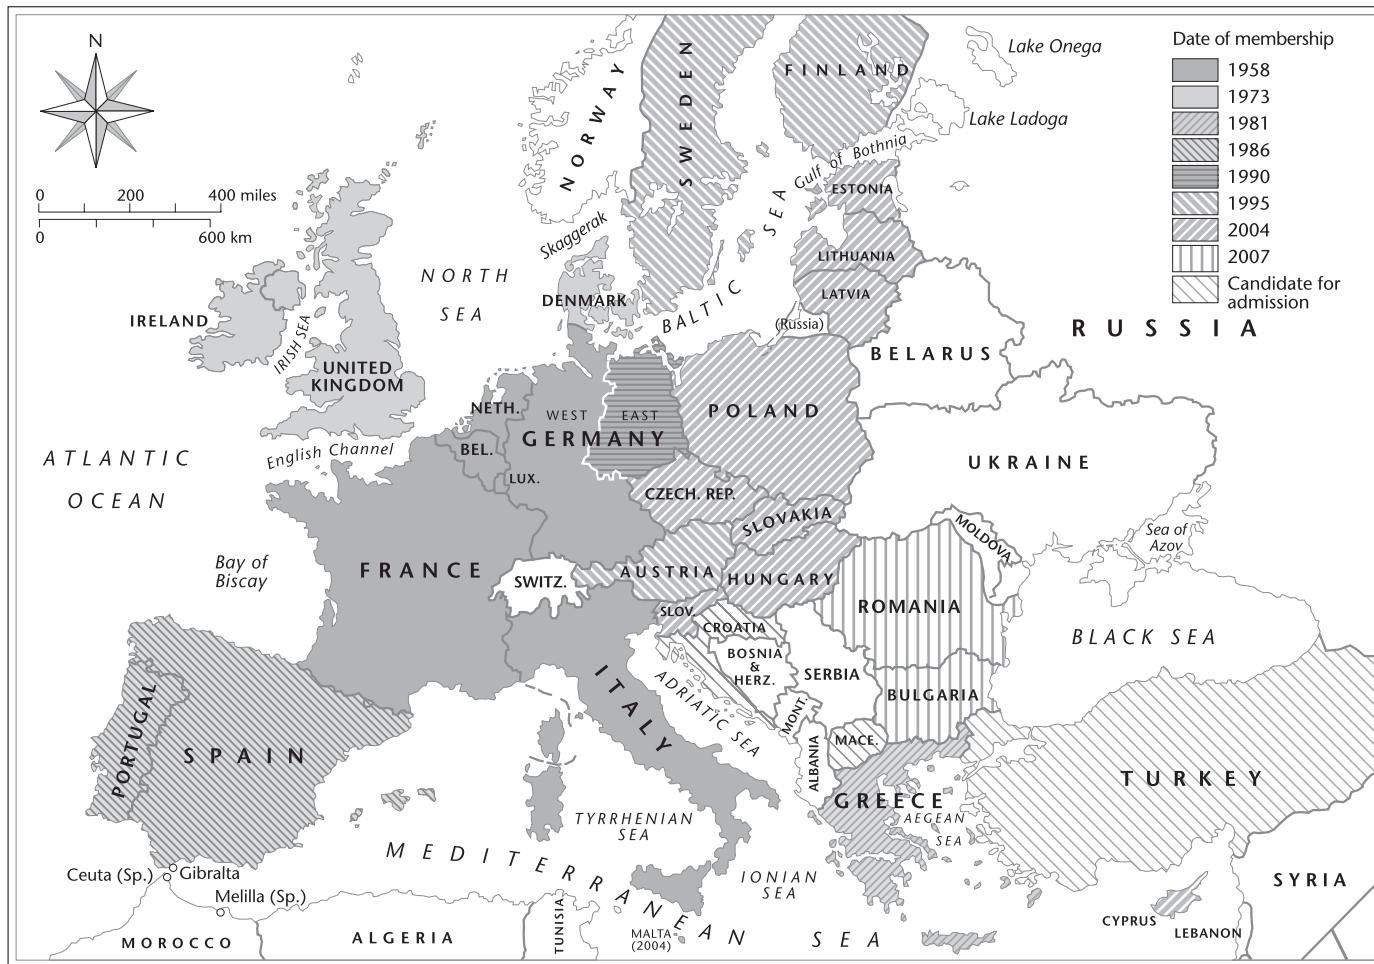 N
0 200 400 miles
0 600 km
Date of membership
1958
1973
1981
1986
1990
1995
2004
2007
Candidate for
admission
Lake Onega
Lake Ladoga
NORWAY
SWEDEN
FINLAND
Gulf of Bothnia
ESTONIA
Skaggerak
BALTIC SEA
LITHUANIA
LATVIA
(Russia)
NORTH
SEA
DENMARK
IRELAND
IRISH SEA
UNITED
KINGDOM
BELARUS
RUSSIA
NETH.
WEST EAST
GERMANY
POLAND
BEL.
LUX.
English Channel
ATLANTIC
OCEAN
UKRAINE
CZECH. REP.
SLOVAKIA
MOLDOVA
Sea of
Azov
Bay of
Biscay
FRANCE
SWITZ.
AUSTRIA
HUNGARY
ROMANIA
SLOV.
CROATIA
BLACK SEA
BOSNIA
&
HERZ.
SERBIA
BULGARIA
ITALY
ADRIATIC SEA
MONT.
MACE.
ALBANIA
PORTUGAL
SPAIN
TURKEY
GREECE
AEGEAN
SEA
TYRRHENIAN
SEA
MEDITERRANEAN SEA
IONIAN
SEA
Ceuta (Sp.)
Gibralta
Melilla (Sp.)
SYRIA
CYPRUS
LEBANON
MOROCCO
ALGERIA
TUNISIA
MALTA
(2004)